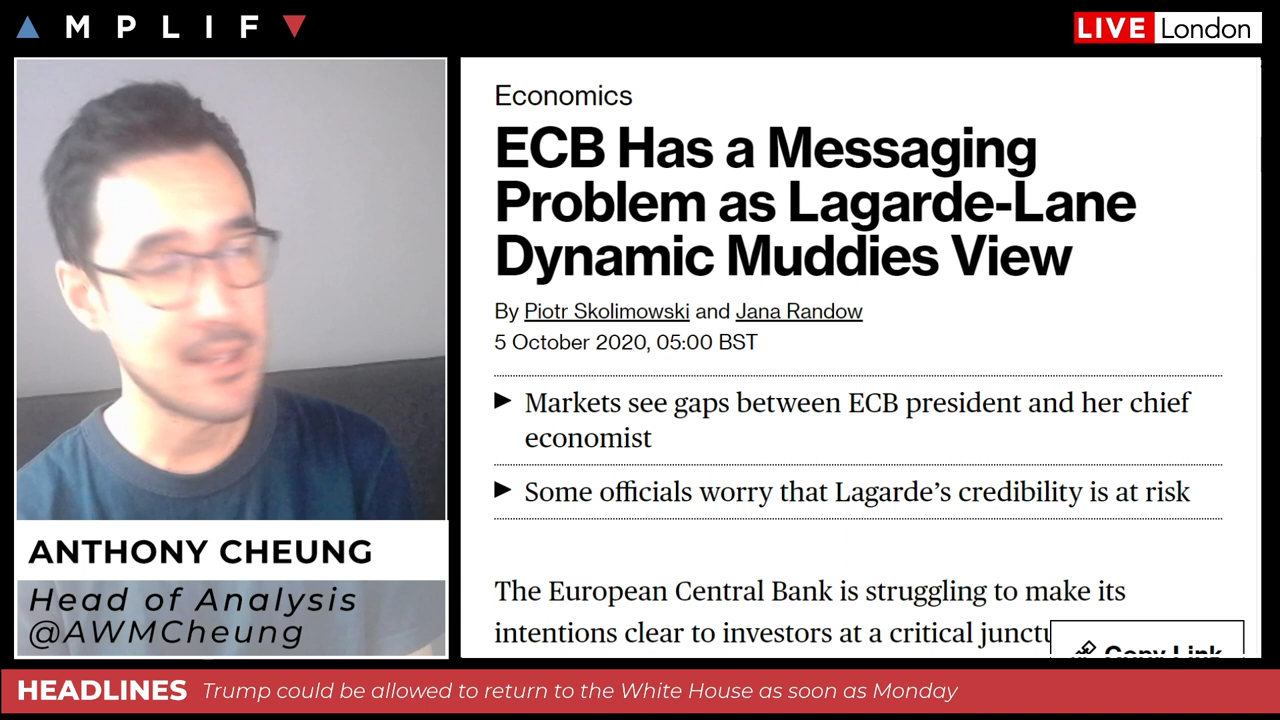 AMPLIFY
LIVE London
Economics
ECB Has a Messaging
Problem as Lagarde-Lane
Dynamic Muddies View
By Piotr Skolimowski and Jana Randow
5 October 2020, 05:00 BST
Markets see gaps between ECB president and her chief
economist
Some officials worry that Lagarde’s credibility is at risk
The European Central Bank is struggling to make its
intentions clear to investors at a critical
Copy Link
ANTHONY CHEUNG
Head of Analysis
@AWMCheung
HEADLINES Trump could be allowed to return to the White House as soon as Monday